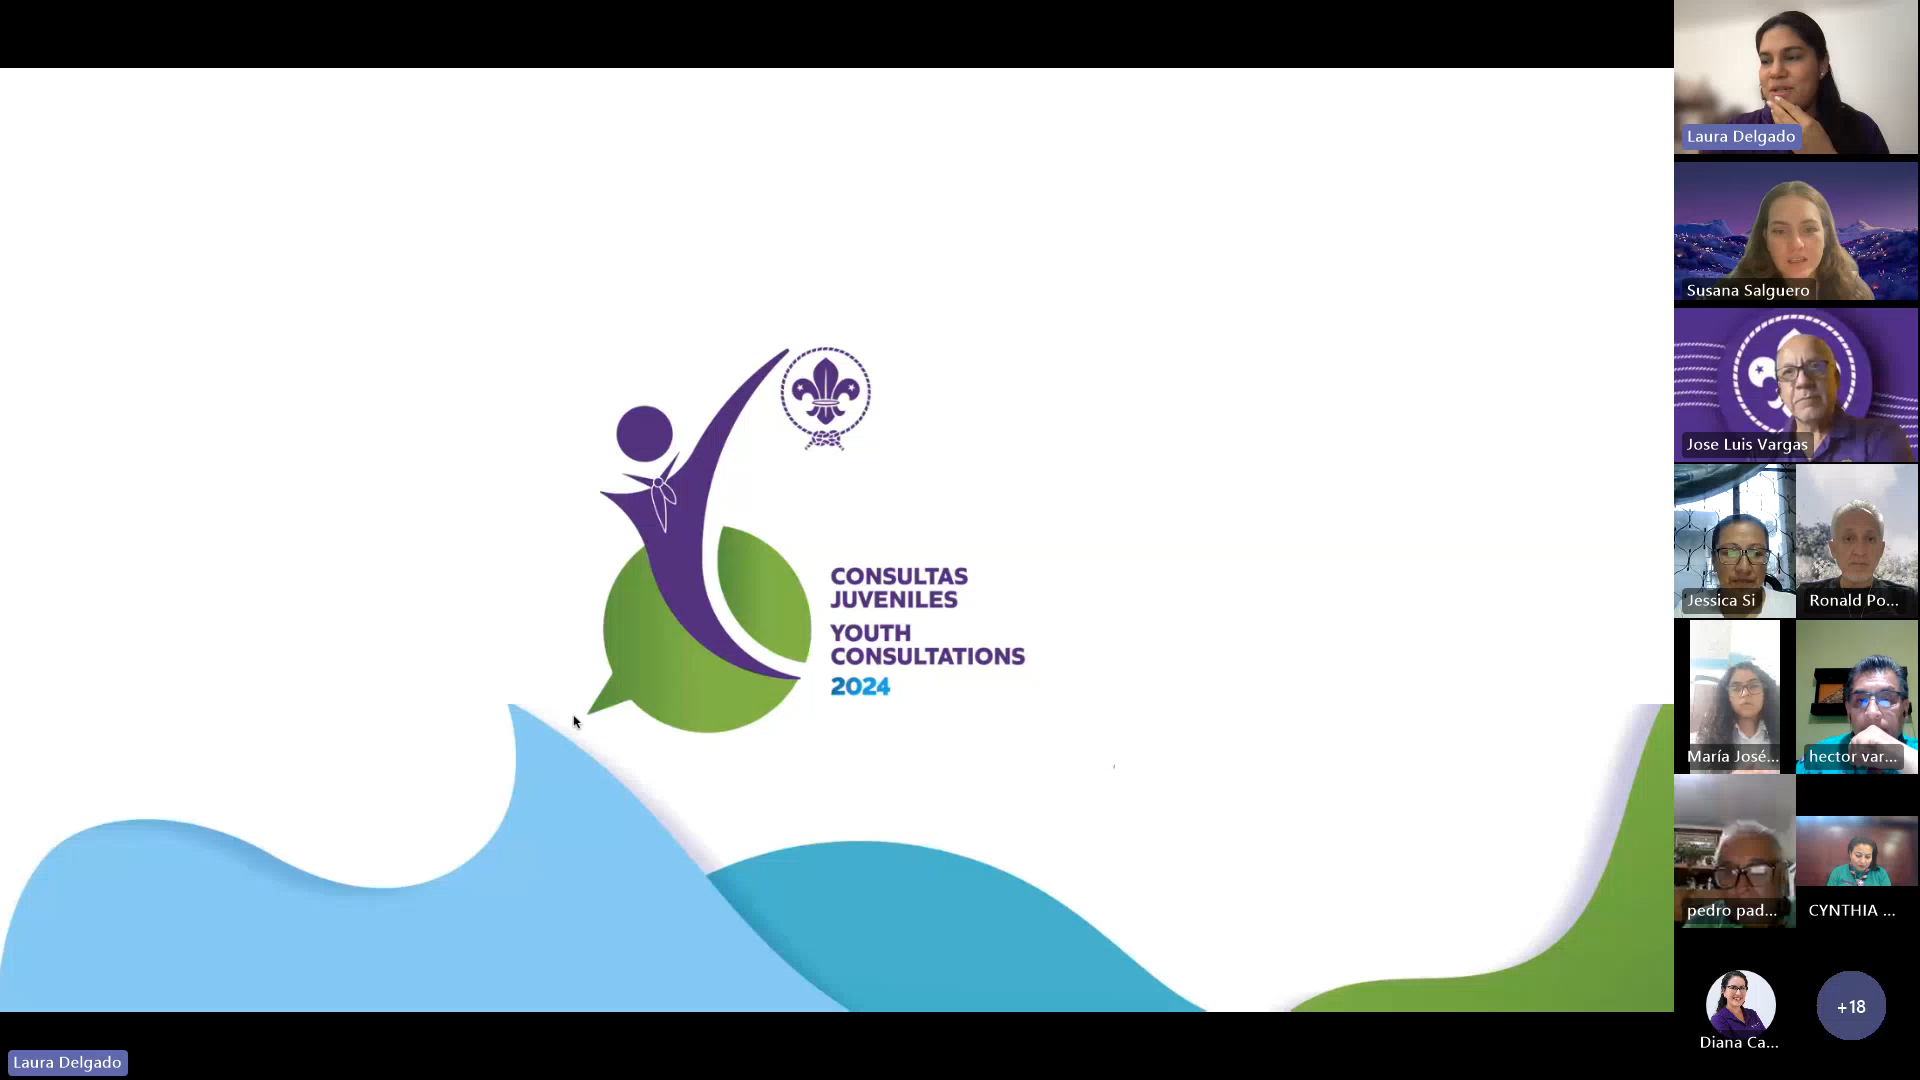 CONSULTAS
JUVENILES
YOUTH
CONSULTATIONS
2024
Laura Delgado
Susana Salguero
Jose Luis Vargas
Jessica Si
Ronald Po...
María José...
hector var...
pedro pad...
CYNTHIA ...
Diana Ca...
+18
Laura Delgado